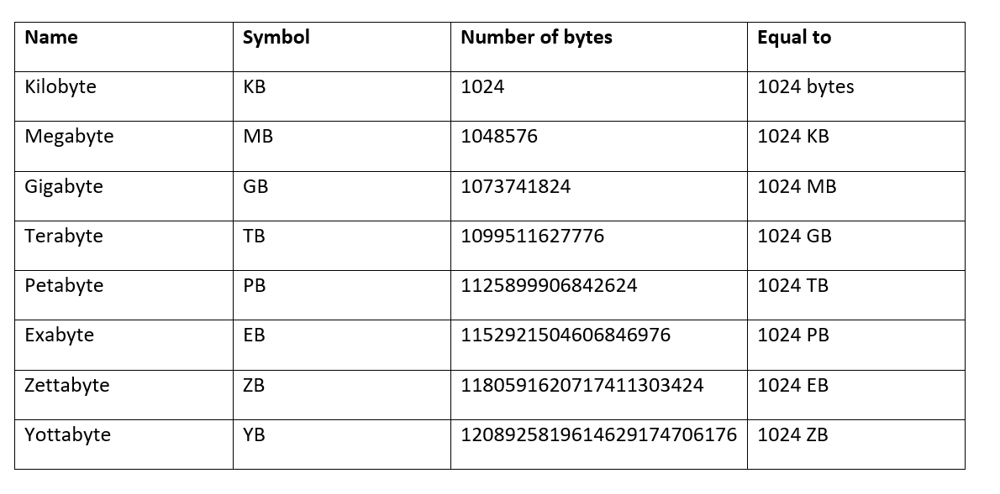 Name Symbol Number of bytes Equal to
Kilobyte KB 1024 1024 bytes
Megabyte MB 1048576 1024 KB
Gigabyte GB 1073741824 1024 MB
Terabyte TB 1099511627776 1024 GB
Petabyte PB 1125899906842624 1024 TB
Exabyte EB 1152921504606846976 1024 PB
Zettabyte ZB 1180591620717411303424 1024 EB
Yottabyte YB 1208925819614629174706176 1024 ZB